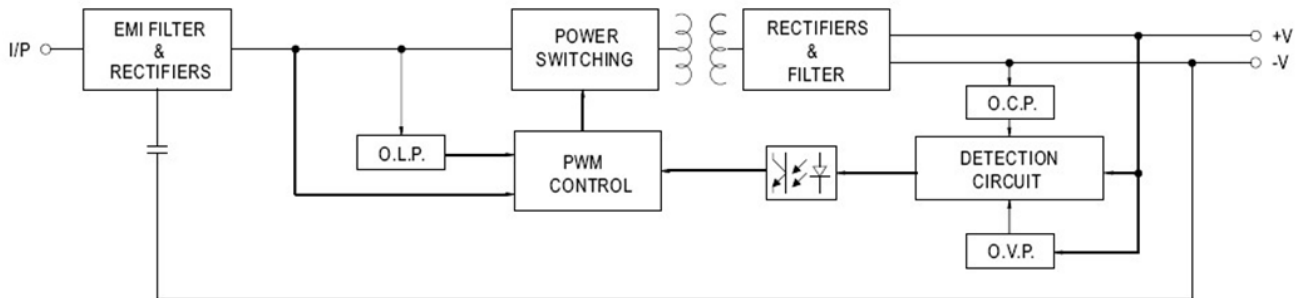 I/P
EMI FILTER
&
RECTIFIERS
POWER
SWITCHING
RECTIFIERS
&
FILTER
+V
-V
O.C.P.
O.L.P.
PWM
CONTROL
DETECTION
CIRCUIT
O.V.P.